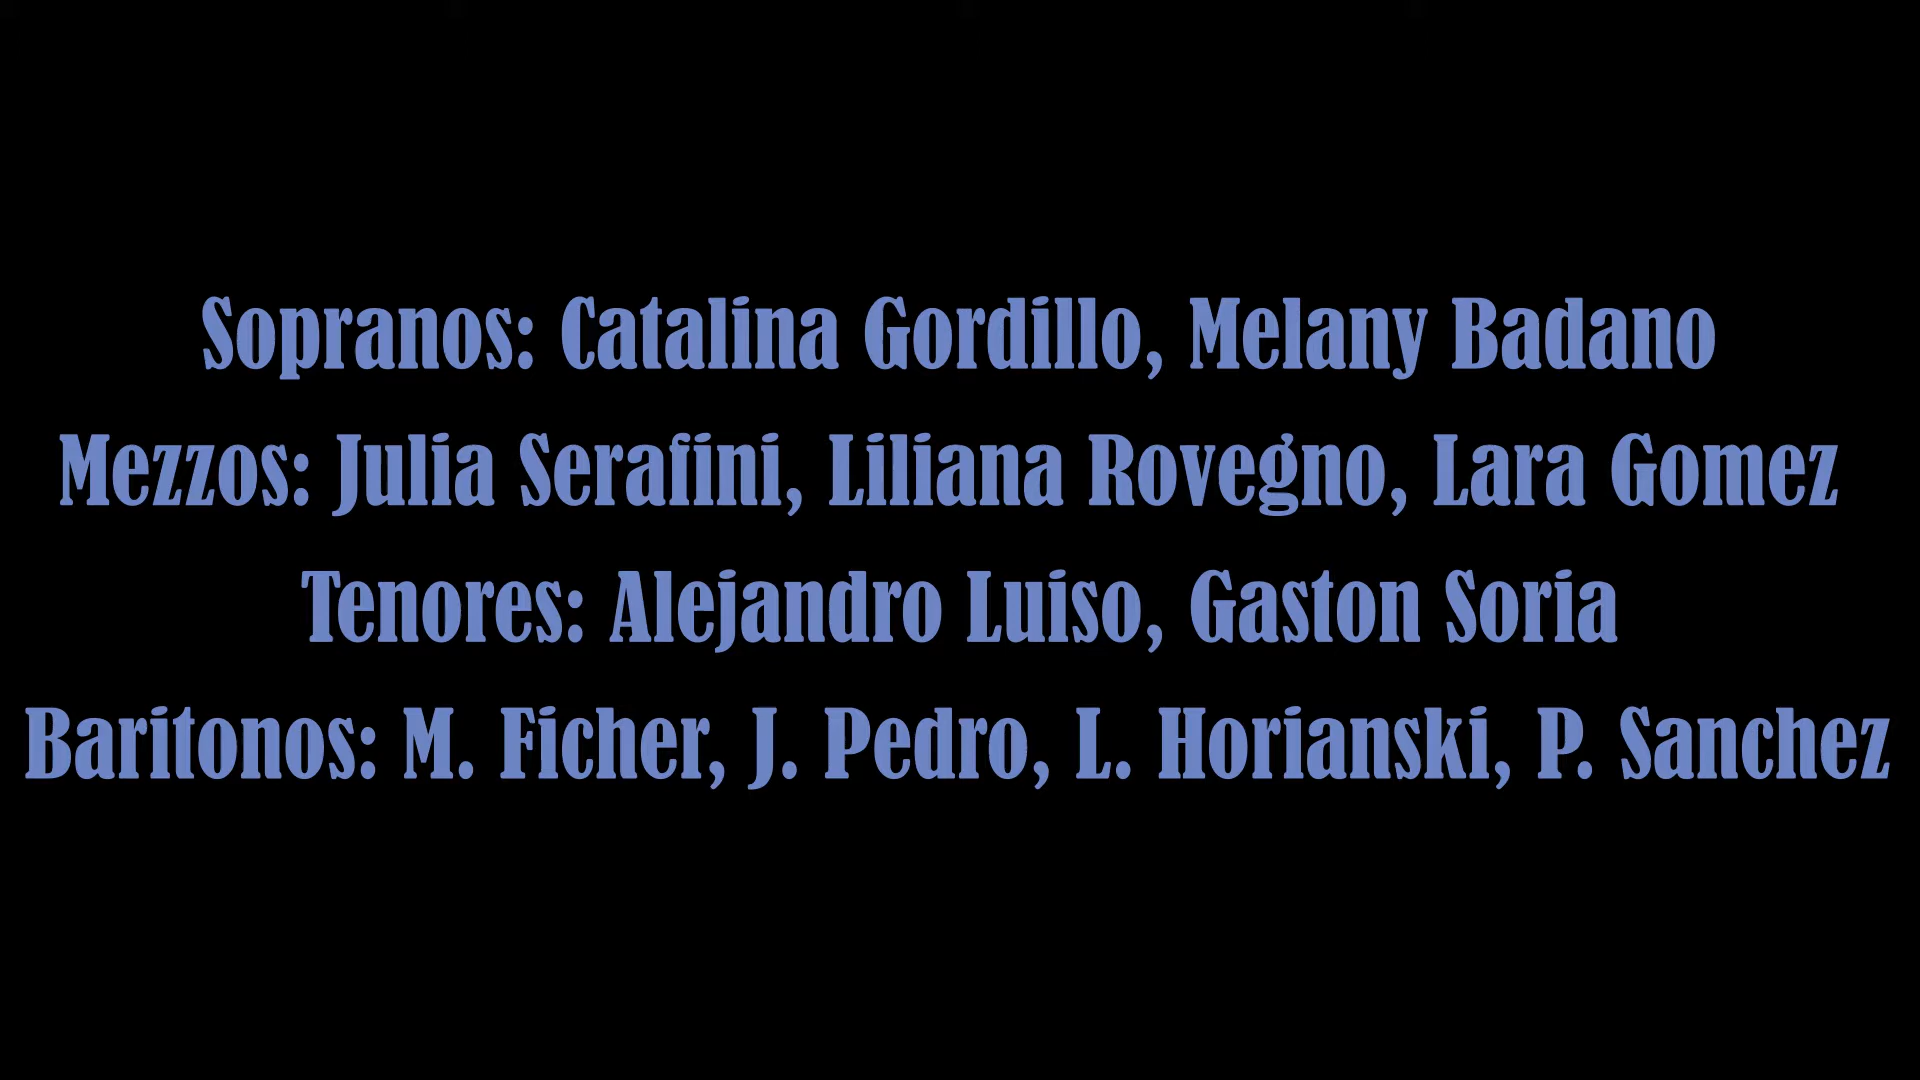 Sopranos: Catalina Gordillo, Melany Badano
Mezzos: Julia Serafini, Liliana Rovegno, Lara Gomez
Tenores: Alejandro Luiso, Gaston Soria
Baritonos: M. Ficher, J. Pedro, L. Horianski, P. Sanchez